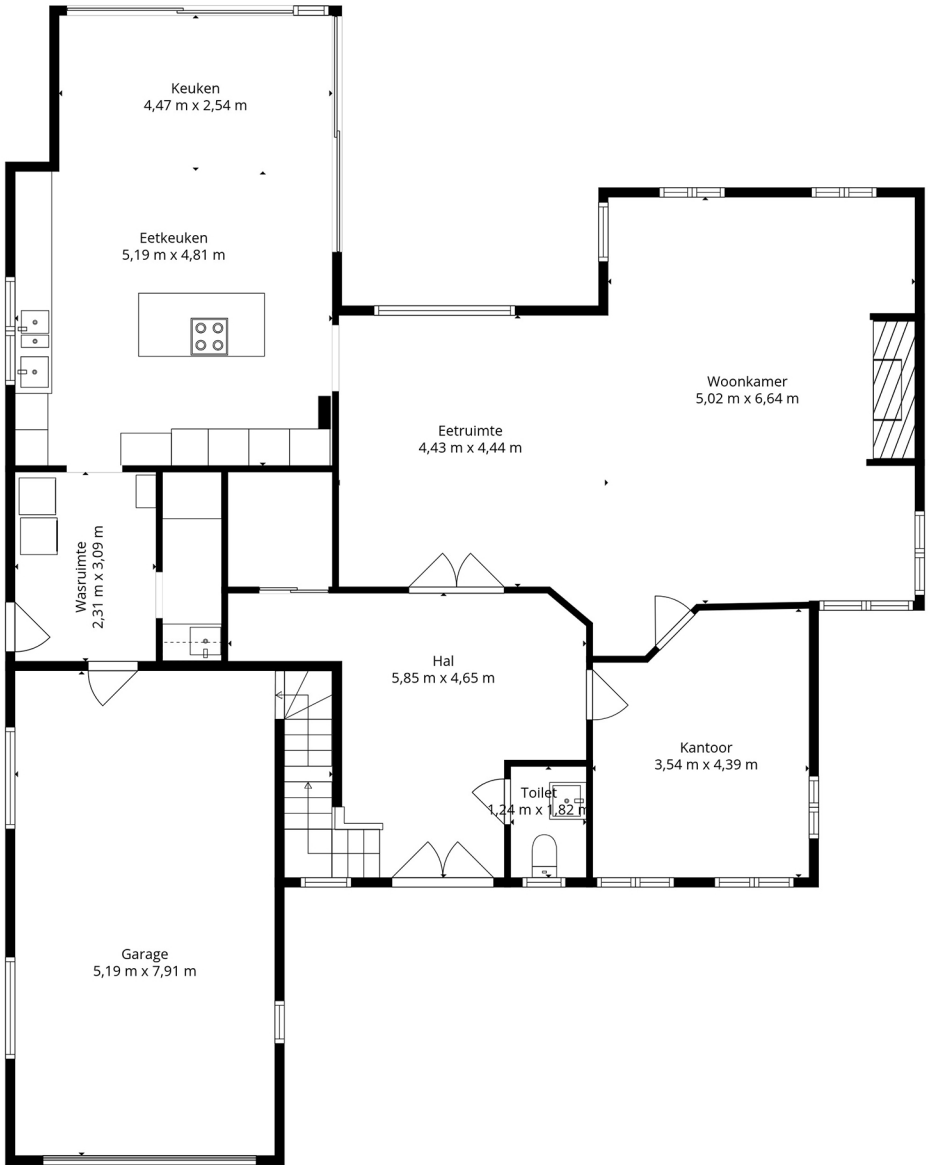 Keuken
4,47 m x 2,54 m
Eetkeuken
5,19 m x 4,81 m
Woonkamer
5,02 m x 6,64 m
Eetruimte
4,43 m x 4,44 m
Wasruimte
2,31 m x 3,09 m
Hal
5,85 m x 4,65 m
Kantoor
3,54 m x 4,39 m
Toilet
1,24 m x 1,82 m
Garage
5,19 m x 7,91 m